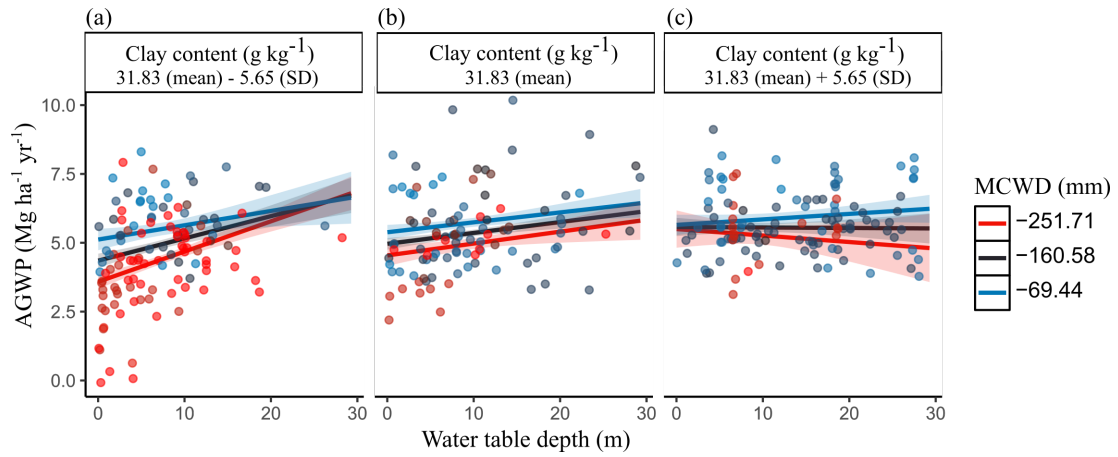 (a)
(b)
(c)
Clay content (g kg⁻¹)
31.83 (mean) - 5.65 (SD)
Clay content (g kg⁻¹)
31.83 (mean)
Clay content (g kg⁻¹)
31.83 (mean) + 5.65 (SD)
10.0
7.5
5.0
2.5
0.0
AGWP (Mg ha⁻¹ yr⁻¹)
0 10 20 30
0 10 20 30
0 10 20 30
Water table depth (m)
MCWD (mm)
−251.71
−160.58
−69.44